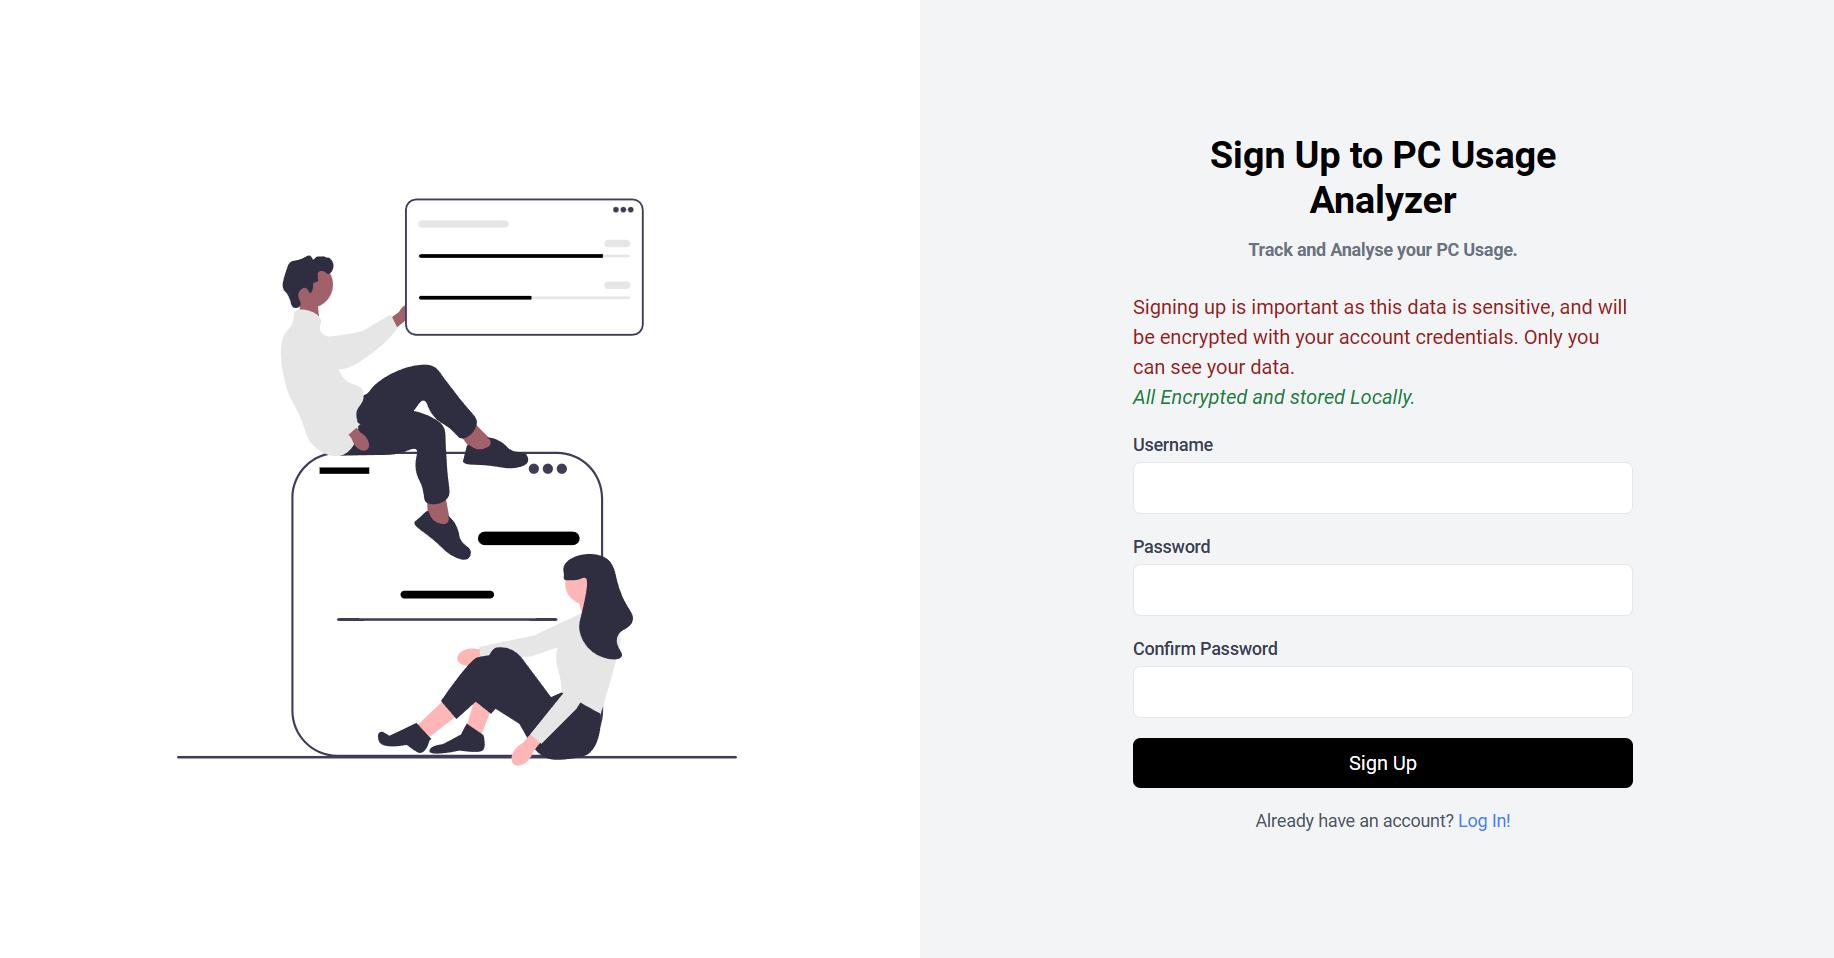 Sign Up to PC Usage
Analyzer
Track and Analyse your PC Usage.
Signing up is important as this data is sensitive, and will
be encrypted with your account credentials. Only you
can see your data.
All Encrypted and stored Locally.
Username
Password
Confirm Password
Sign Up
Already have an account? Log In!